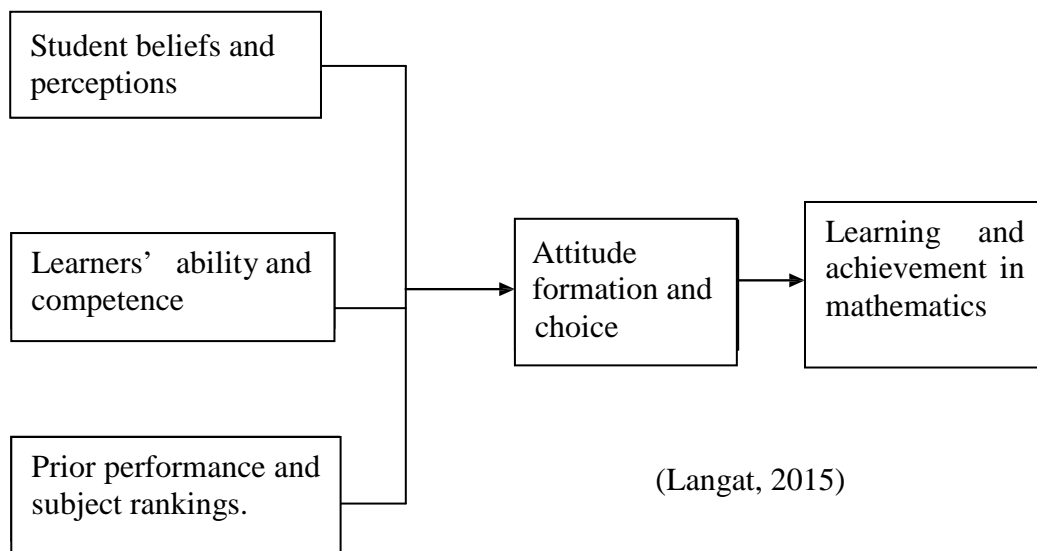 Student beliefs and
perceptions
Learners' ability and
competence
Prior performance and
subject rankings.
Attitude
formation and
choice
Learning and
achievement in
mathematics
(Langat, 2015)